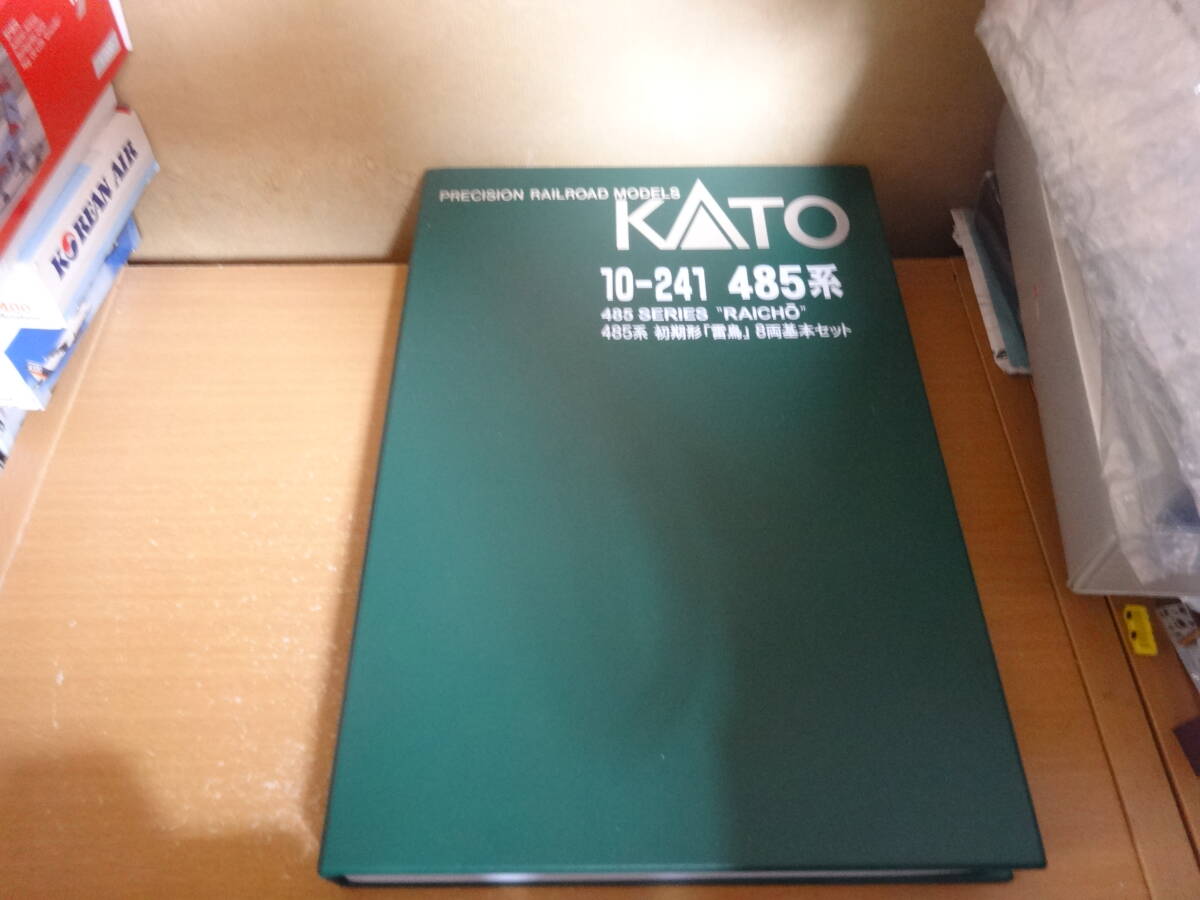 PRECISION RAILROAD MODELS
KATO
10-241 485系
485 SERIES "RAICHŌ"
485系 初期形「雷鳥」8両基本セット
KOREAN AIR